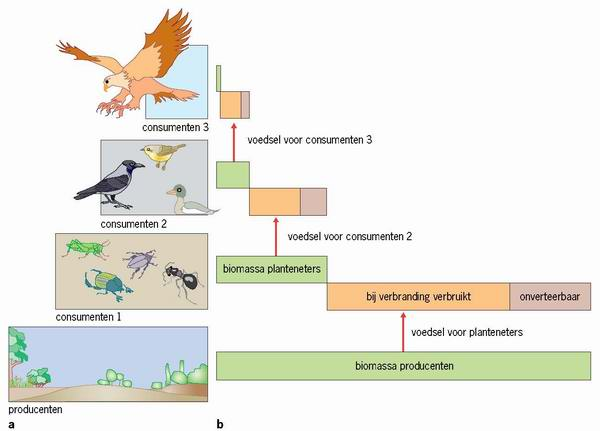 consumenten 3
voedsel voor consumenten 3
consumenten 2
voedsel voor consumenten 2
biomassa planteneters
bij verbranding verbruikt
onverteerbaar
consumenten 1
voedsel voor planteneters
biomassa producenten
producenten
a
b